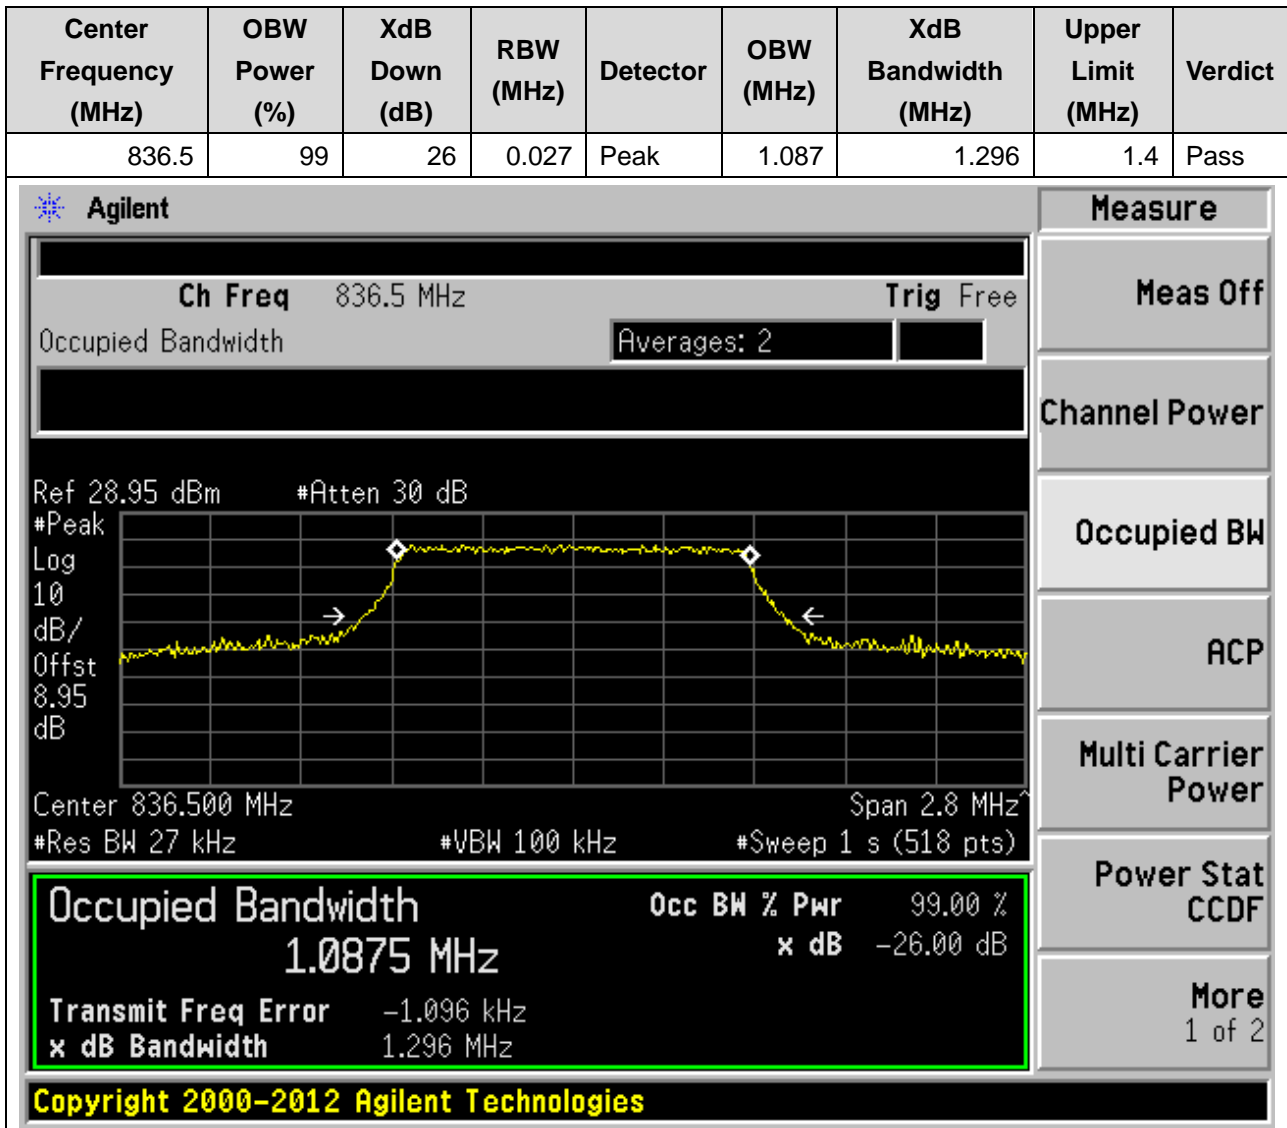 Center Frequency (MHz) OBW Power (%) XdB Down (dB) RBW (MHz) Detector OBW (MHz) XdB Bandwidth (MHz) Upper Limit (MHz) Verdict
836.5 99 26 0.027 Peak 1.087 1.296 1.4 Pass
Agilent
Measure
Ch Freq 836.5 MHz Trig Free
Occupied Bandwidth Averages: 2
Meas Off
Channel Power
Occupied BW
ACP
Multi Carrier
Power
Power Stat
CCDF
More
1 of 2
Ref 28.95 dBm #Atten 30 dB
#Peak
Log
10
dB/
Offst
8.95
dB
Center 836.500 MHz Span 2.8 MHz^
#Res BW 27 kHz #VBW 100 kHz #Sweep 1 s (518 pts)
Occupied Bandwidth Occ BW % Pwr 99.00 %
1.0875 MHz x dB -26.00 dB
Transmit Freq Error -1.096 kHz
x dB Bandwidth 1.296 MHz
Copyright 2000-2012 Agilent Technologies